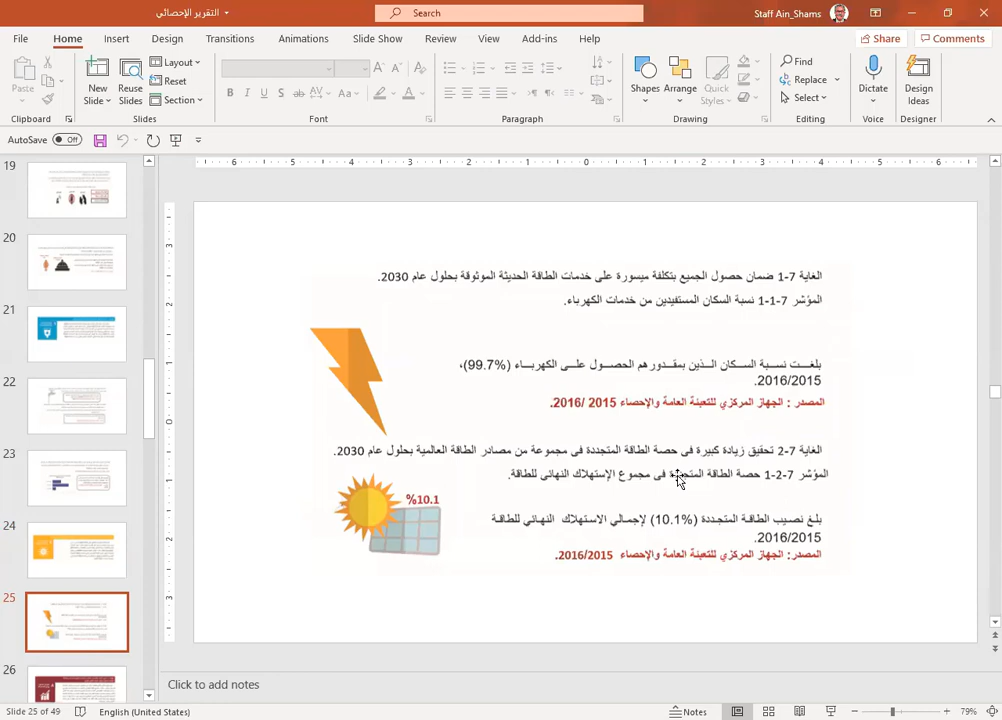 التقرير الإحصائي
Search
Staff Ain_Shams
File Home Insert Design Transitions Animations Slide Show Review View Add-ins Help
Share Comments
Paste
New Slide
Reuse Slides
Layout
Reset
Section
Shapes
Arrange
Quick Styles
Find
Replace
Select
Dictate
Design Ideas
Clipboard Slides Font Paragraph Drawing Editing Voice Designer
AutoSave Off
19
20
21
22
23
24
25
26
الغاية 7-1 ضمان حصول الجميع بتكلفة ميسورة على خدمات الطاقة الحديثة الموثوقة بحلول عام 2030.
المؤشر 7-1-1 نسبة السكان المستفيدين من خدمات الكهرباء.
بلغت نسبة السكان الذين بمقدورهم الحصول على الكهرباء (99.7%)،
2016/2015.
المصدر : الجهاز المركزي للتعبئة العامة والإحصاء 2015 /2016.
الغاية 7-2 تحقيق زيادة كبيرة فى حصة الطاقة المتجددة فى مجموعة من مصادر الطاقة العالمية بحلول عام 2030.
المؤشر 7-2-1 حصة الطاقة المتجددة فى مجموع الإستهلاك النهائى للطاقة.
%10.1
بلغ نصيب الطاقة المتجددة (10.1%) لإجمالي الاستهلاك النهائي للطاقة
2016/2015.
المصدر: الجهاز المركزي للتعبئة العامة والإحصاء 2016/2015.
Click to add notes
Slide 25 of 49 English (United States) Notes 79%